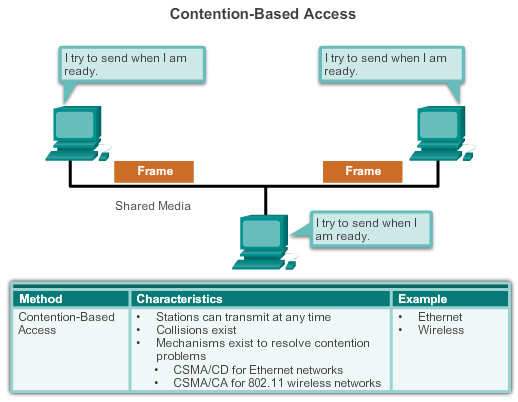 Contention-Based Access
I try to send when I am
ready.
I try to send when I am
ready.
Frame
Frame
Shared Media
I try to send when I
am ready.
Method
Characteristics
Example
Contention-Based
Access
• Stations can transmit at any time
• Collisions exist
• Mechanisms exist to resolve contention
problems
• CSMA/CD for Ethernet networks
• CSMA/CA for 802.11 wireless networks
• Ethernet
• Wireless